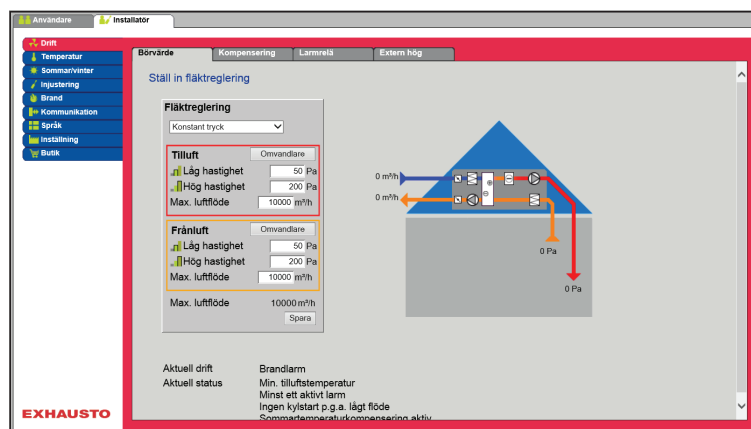 Användare Installatör
Drift
Temperatur
Sommar/vinter
Injustering
Brand
Kommunikation
Språk
Inställning
Butik
EXHAUSTO
Börvärde Kompensering Larmrelä Extern hög
Ställ in fläktreglering
Fläktreglering
Konstant tryck
Tilluft Omvandlare
Låg hastighet 50 Pa
Hög hastighet 200 Pa
Max. luftflöde 10000 m³/h
Frånluft Omvandlare
Låg hastighet 50 Pa
Hög hastighet 200 Pa
Max. luftflöde 10000 m³/h
Max. luftflöde 10000 m³/h
Spara
0 m³/h
0 m³/h
0 Pa
0 Pa
Aktuell drift Brandlarm
Aktuell status Min. tilluftstemperatur
Minst ett aktivt larm
Ingen kylstart p.g.a. lågt flöde
Sommartemperaturkompensering aktiv